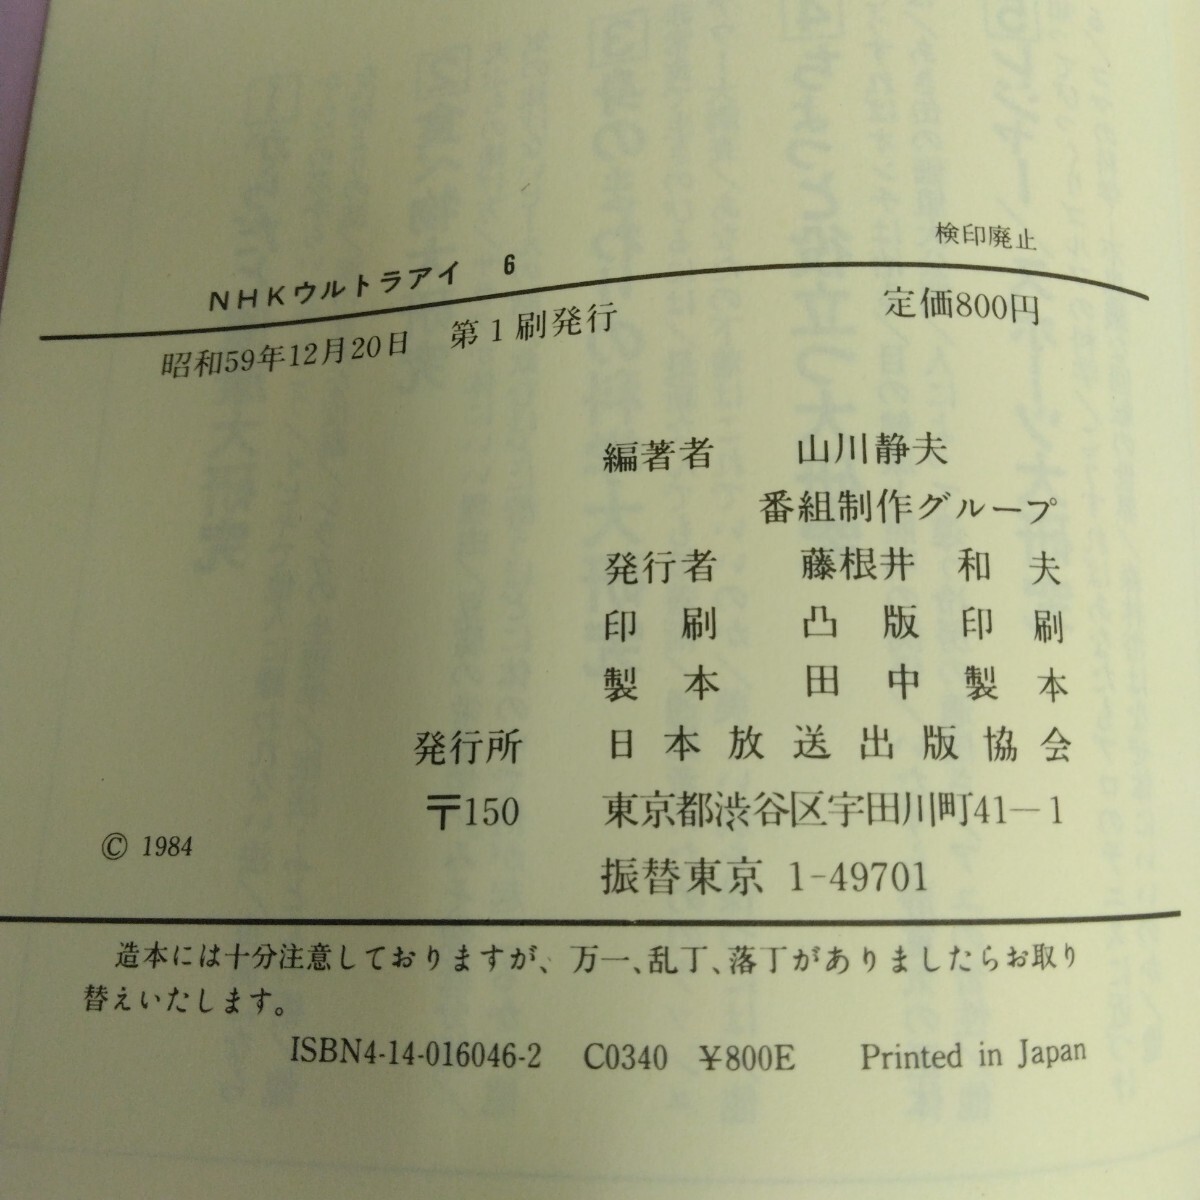 検印廃止
NHKウルトラアイ 6
定価800円
昭和59年12月20日 第1刷発行
編著者 山川静夫
番組制作グループ
発行者 藤根井和夫
印刷 凸版印刷
製本 田中製本
発行所 日本放送出版協会
〒150 東京都渋谷区宇田川町41−1
© 1984
振替東京 1-49701
造本には十分注意しておりますが、万一、乱丁、落丁がありましたらお取り
替えいたします。
ISBN4-14-016046-2 C0340 ¥800E Printed in Japan